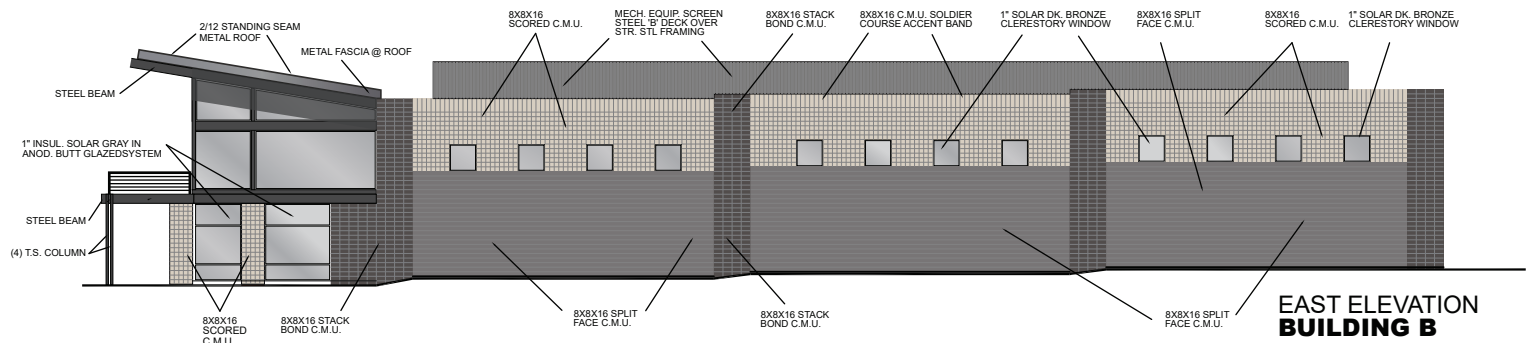 2/12 STANDING SEAM
METAL ROOF
METAL FASCIA @ ROOF
STEEL BEAM
1" INSUL. SOLAR GRAY IN
ANOD. BUTT GLAZEDSYSTEM
STEEL BEAM
(4) T.S. COLUMN
8X8X16
SCORED C.M.U.
MECH. EQUIP. SCREEN
STEEL 'B' DECK OVER
STR. STL FRAMING
8X8X16 STACK
BOND C.M.U.
8X8X16 C.M.U. SOLDIER
COURSE ACCENT BAND
1" SOLAR DK. BRONZE
CLERESTORY WINDOW
8X8X16 SPLIT
FACE C.M.U.
8X8X16
SCORED C.M.U.
1" SOLAR DK. BRONZE
CLERESTORY WINDOW
8X8X16
SCORED
C.M.U.
8X8X16 STACK
BOND C.M.U.
8X8X16 SPLIT
FACE C.M.U.
8X8X16 STACK
BOND C.M.U.
8X8X16 SPLIT
FACE C.M.U.
EAST ELEVATION
BUILDING B